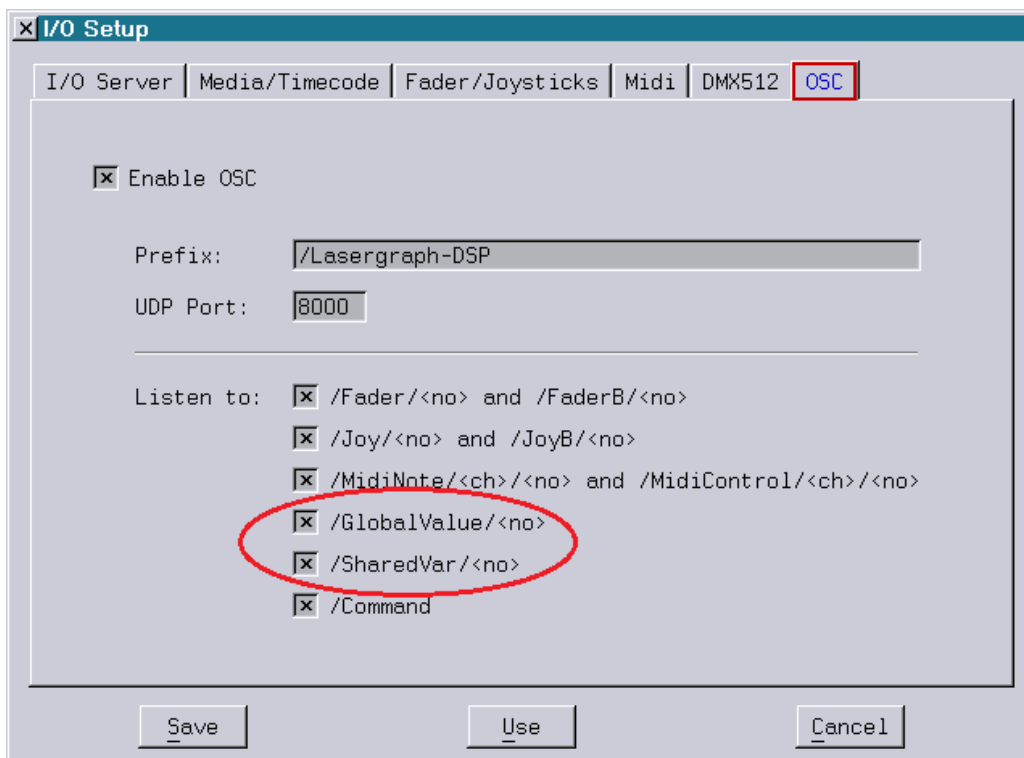 I/O Setup
I/O Server Media/Timecode Fader/Joysticks Midi DMX512 OSC
Enable OSC
Prefix: /Lasergraph-DSP
UDP Port: 8000
Listen to: /Fader/<no> and /FaderB/<no>
/Joy/<no> and /JoyB/<no>
/MidiNote/<ch>/<no> and /MidiControl/<ch>/<no>
/GlobalValue/<no>
/SharedVar/<no>
/Command
Save Use Cancel